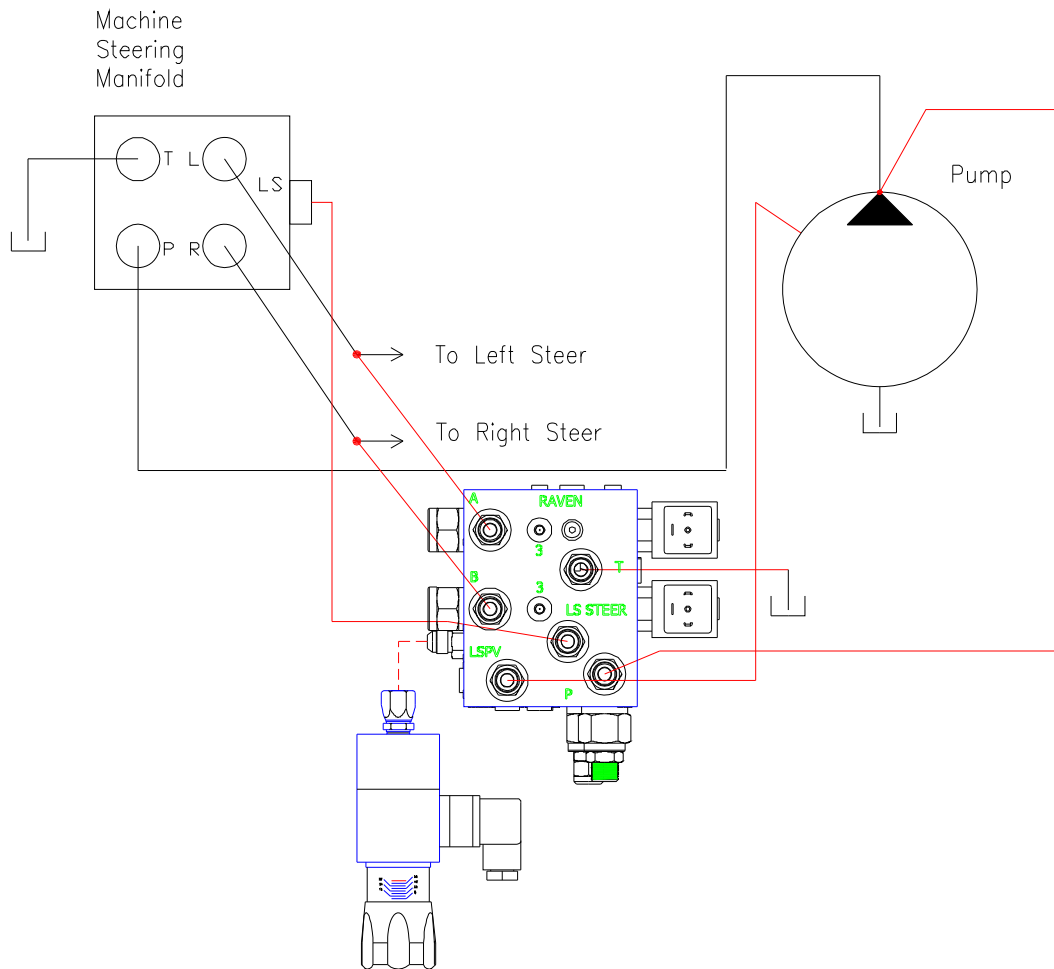 Machine
Steering
Manifold
T L
LS
P R
Pump
To Left Steer
To Right Steer
A
RAVEN
3
T
B
3
LS STEER
LSPV
P